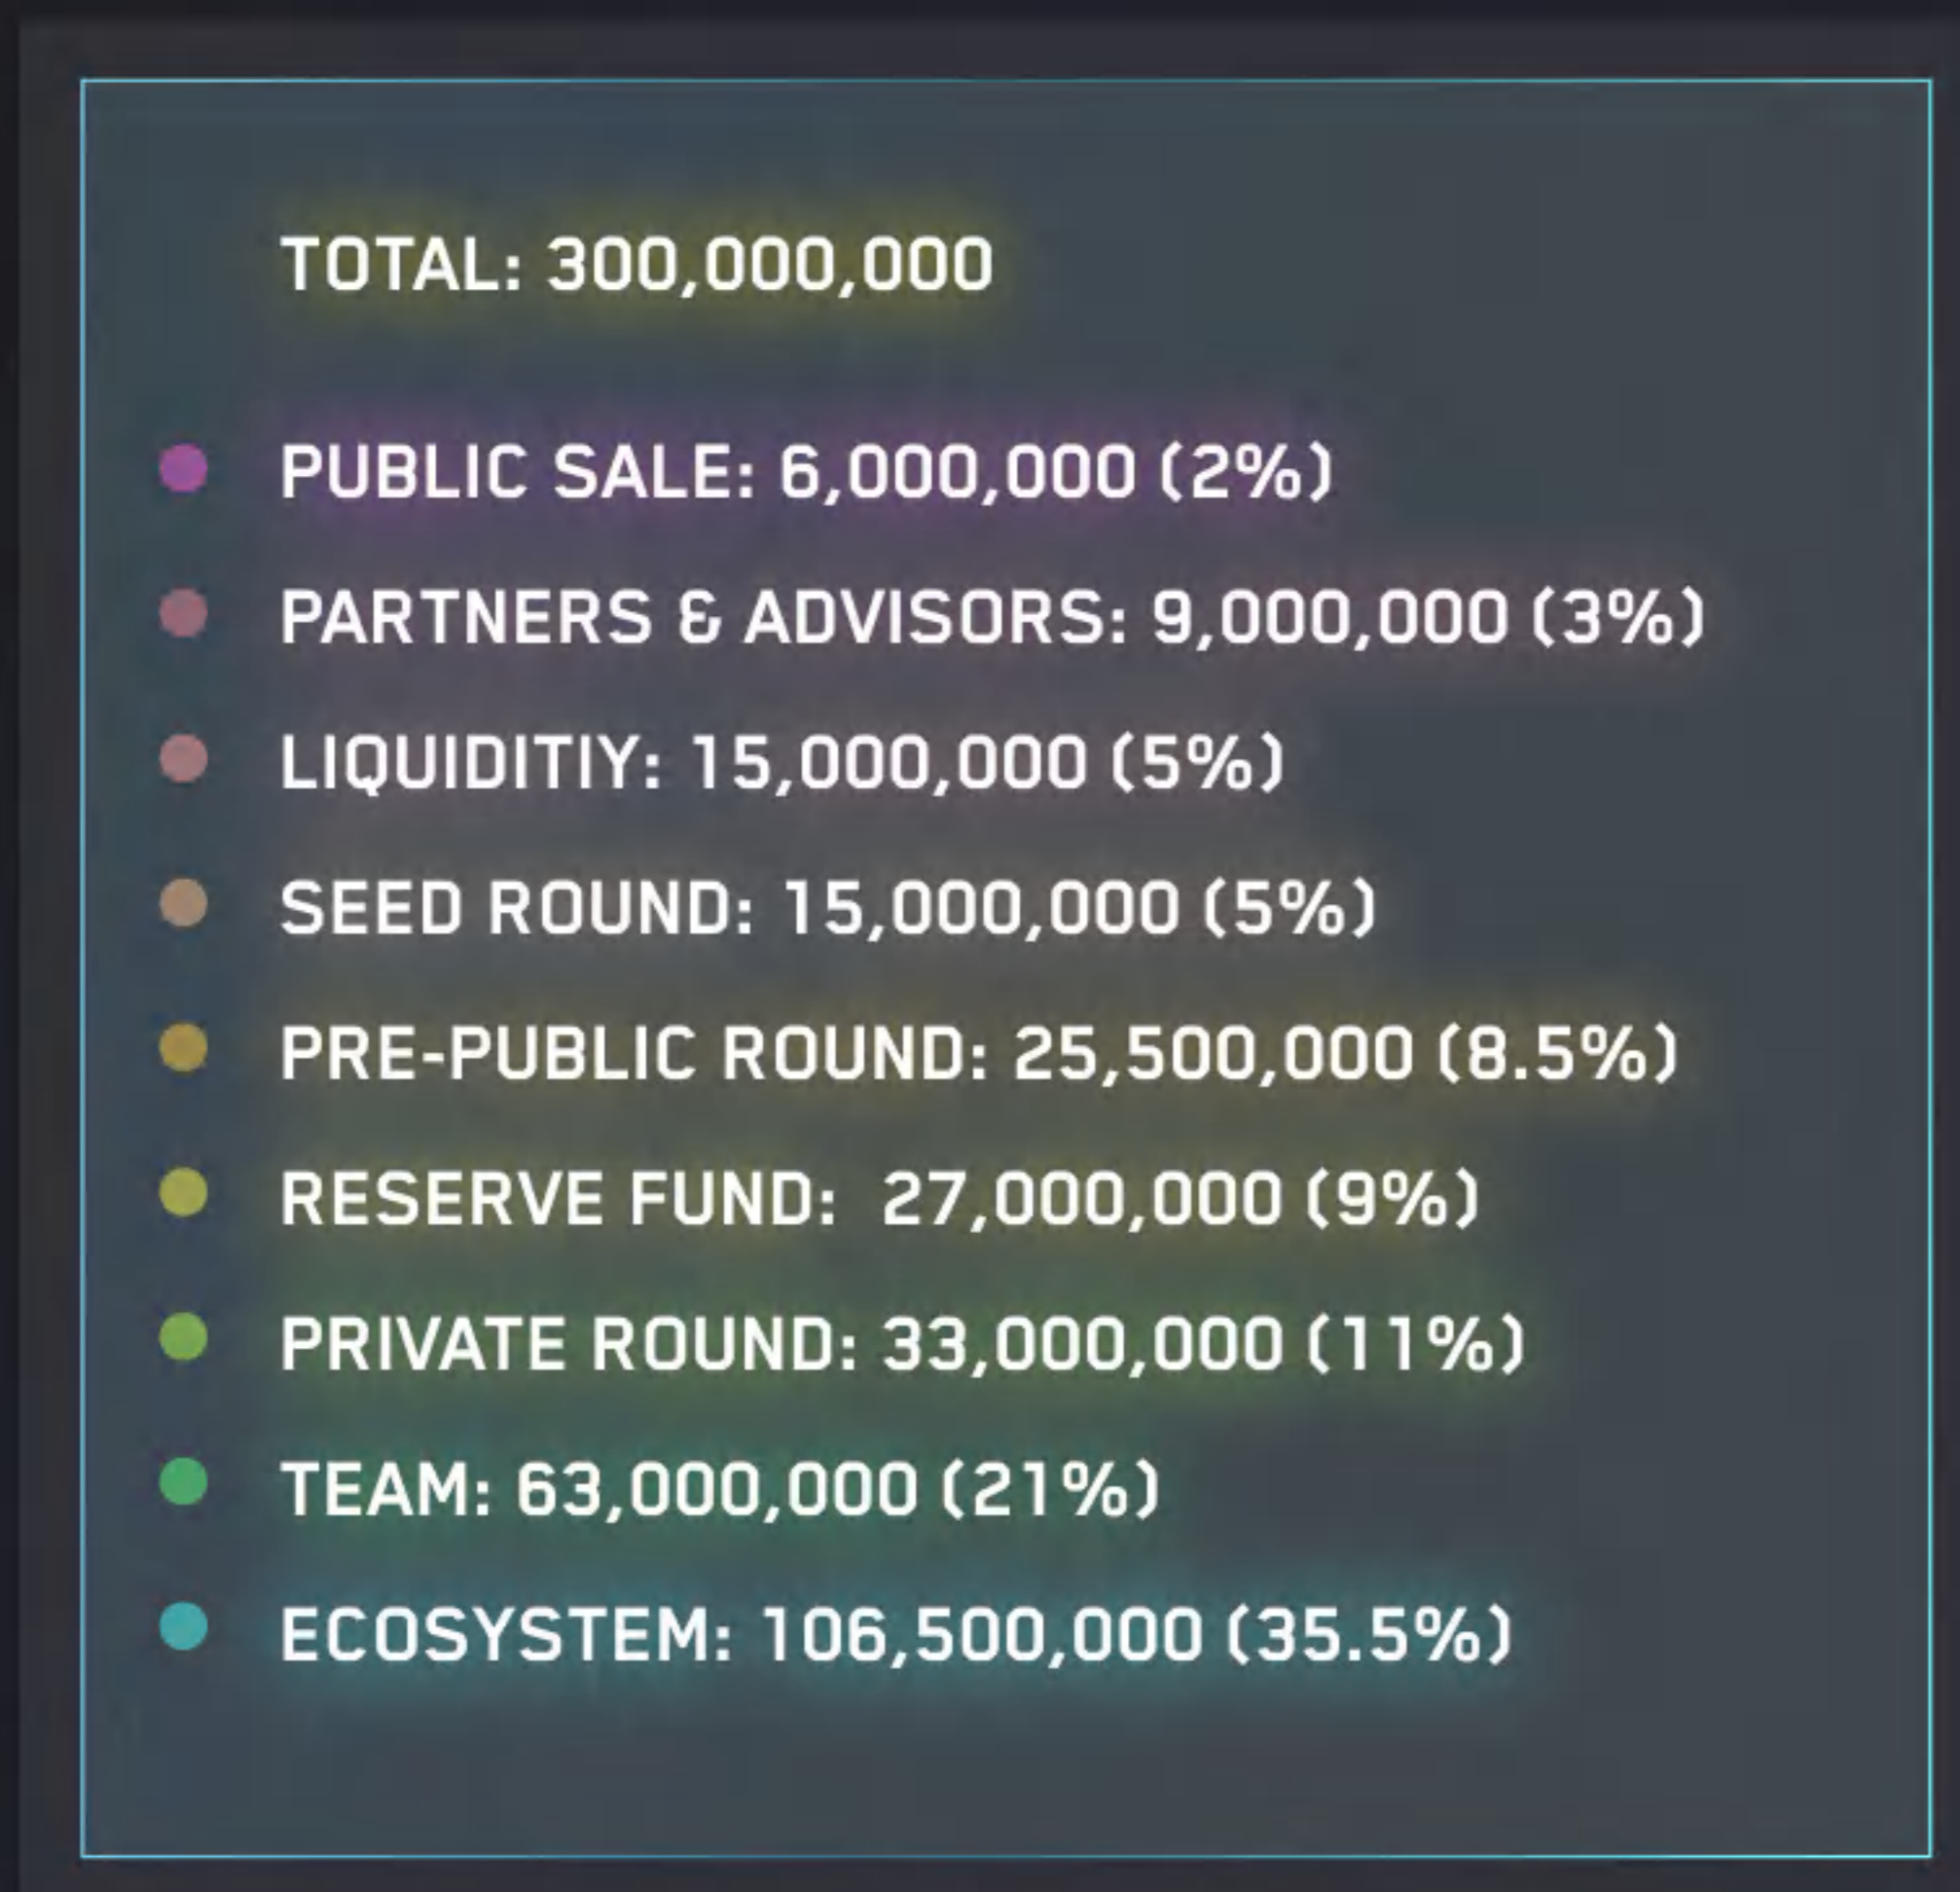 TOTAL: 300,000,000
PUBLIC SALE: 6,000,000 (2%)
PARTNERS & ADVISORS: 9,000,000 (3%)
LIQUIDITIY: 15,000,000 (5%)
SEED ROUND: 15,000,000 (5%)
PRE-PUBLIC ROUND: 25,500,000 (8.5%)
RESERVE FUND: 27,000,000 (9%)
PRIVATE ROUND: 33,000,000 (11%)
TEAM: 63,000,000 (21%)
ECOSYSTEM: 106,500,000 (35.5%)